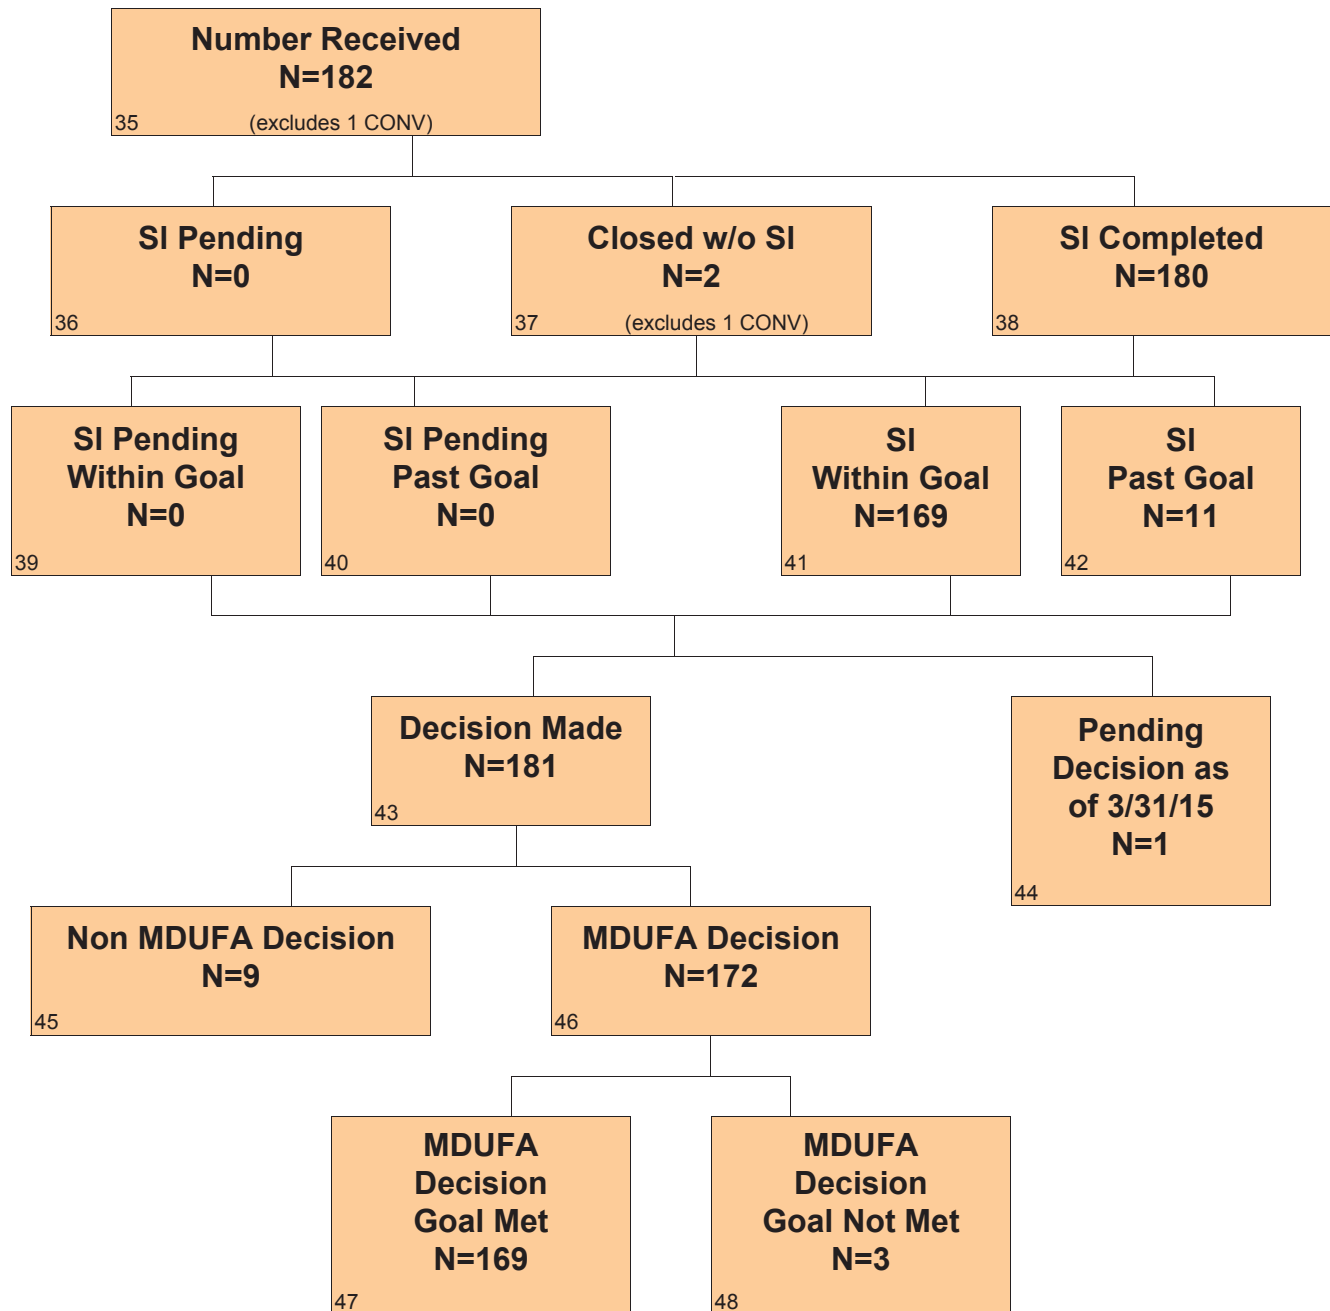 Number Received
N=182
35 (excludes 1 CONV)
SI Pending
N=0
36
Closed w/o SI
N=2
37 (excludes 1 CONV)
SI Completed
N=180
38
SI Pending
Within Goal
N=0
39
SI Pending
Past Goal
N=0
40
SI
Within Goal
N=169
41
SI
Past Goal
N=11
42
Decision Made
N=181
43
Pending
Decision as
of 3/31/15
N=1
44
Non MDUFA Decision
N=9
45
MDUFA Decision
N=172
46
MDUFA
Decision
Goal Met
N=169
47
MDUFA
Decision
Goal Not Met
N=3
48